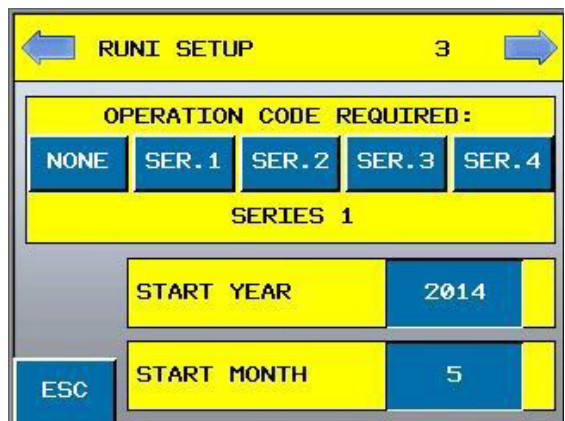 RUNI SETUP 3
OPERATION CODE REQUIRED:
NONE SER.1 SER.2 SER.3 SER.4
SERIES 1
START YEAR 2014
START MONTH 5
ESC